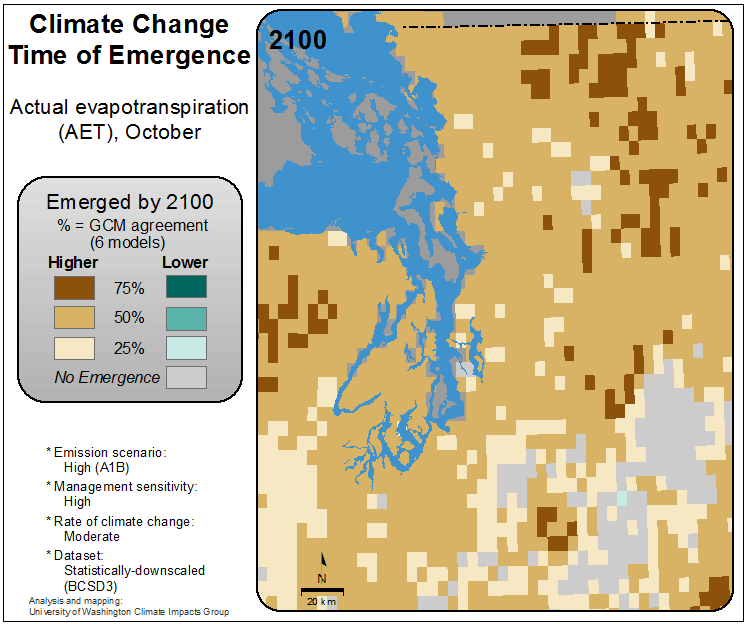 Climate Change
Time of Emergence
Actual evapotranspiration
(AET), October
Emerged by 2100
% = GCM agreement
(6 models)
Higher Lower
75%
50%
25%
No Emergence
* Emission scenario:
High (A1B)
* Management sensitivity:
High
* Rate of climate change:
Moderate
* Dataset:
Statistically-downscaled
(BCSD3)
Analysis and mapping:
University of Washington Climate Impacts Group
2100
N
20 km